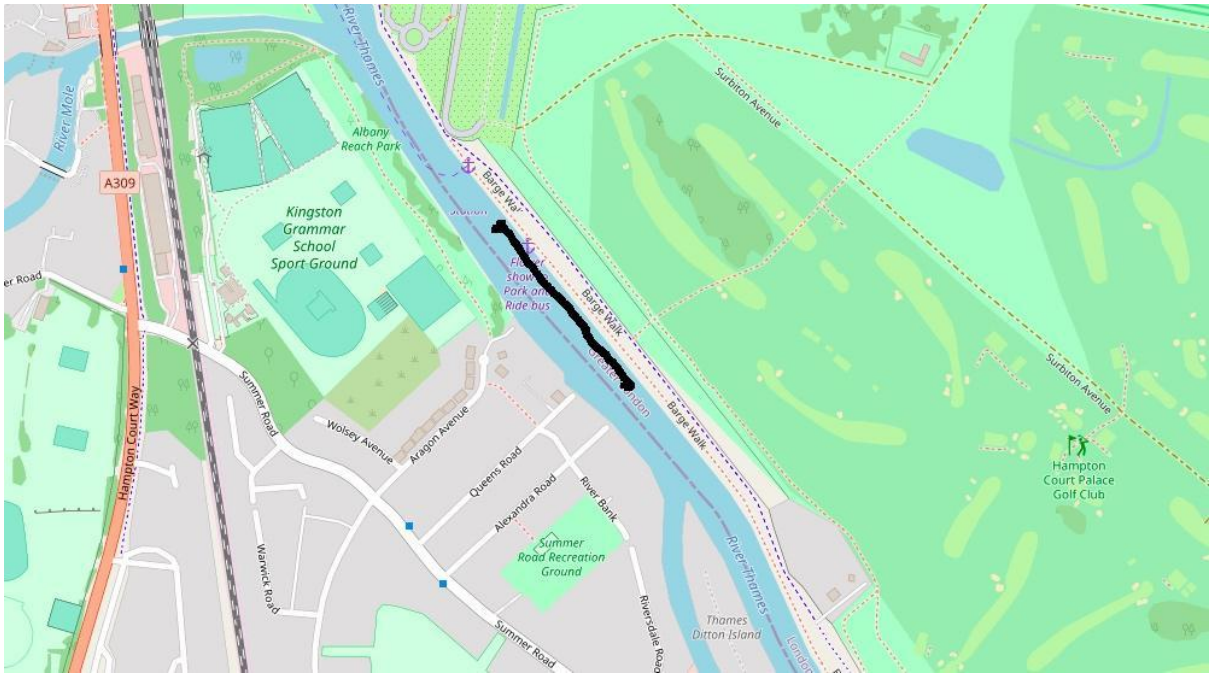 River Thames
River Mole
Albany
Reach Park
Surbiton Avenue
A309
Barge Wal
Kingston
Grammar
School
Sport Ground
Station
er Road
Flower
show
Park and
Ride bus
Barge Walk
Greater London
Surbiton Avenue
Hampton Court Way
Summer Road
Wolsey Avenue
Aragon Avenue
Barge Walk
Queens Road
Alexandra Road
River Bank
Hampton
Court Palace
Golf Club
Warwick Road
Summer
Road Recreation
Ground
River Thames
Riversdale Road
Thames
Ditton Island
Summer Road
London